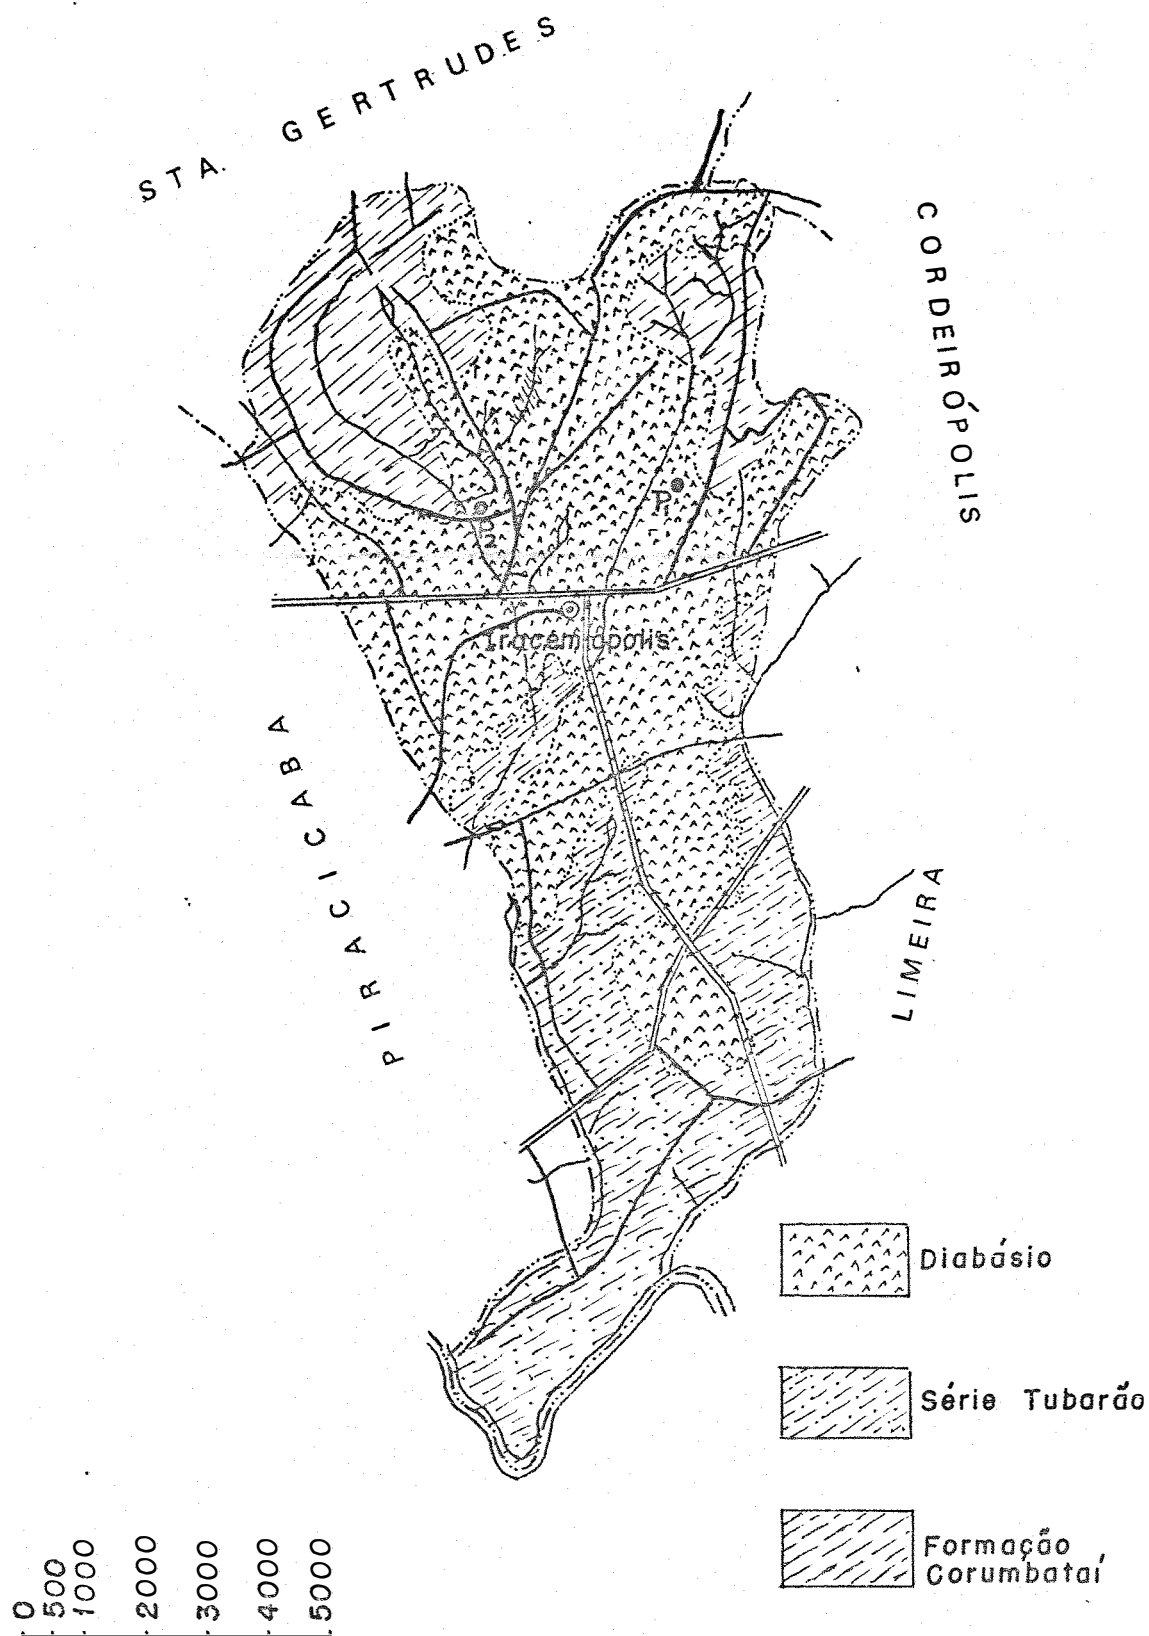 STA. GERTRUDES
CORDEIRÓPOLIS
P1
P2
Iracemápolis
PIRACICABA
LIMEIRA
Diabásio
Série Tubarão
Formação
Corumbataí
0 500 1000 2000 3000 4000 5000